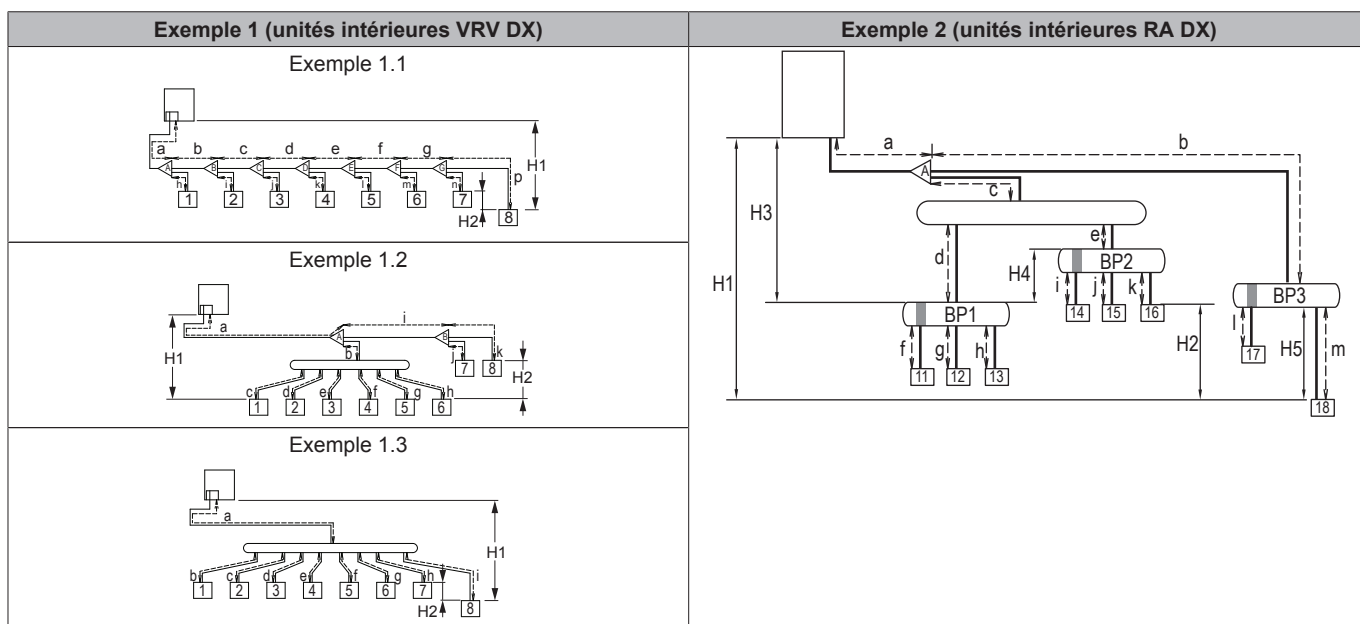 Exemple 1 (unités intérieures VRV DX)
Exemple 1.1
a b c d e f g
A B C D E F G
h i j k l m n p
1 2 3 4 5 6 7
8
H1
H2
Exemple 1.2
a i
A B
b j k
7 8
c d e f g h
1 2 3 4 5 6
H1
H2
Exemple 1.3
a
b c d e f g h i
1 2 3 4 5 6 7
8
H1
H2
Exemple 2 (unités intérieures RA DX)
a b
A
c
d e
BP2
i j k
14 15 16
BP1
f g h
11 12 13
BP3
l m
17
18
H1
H3
H4
H2
H5